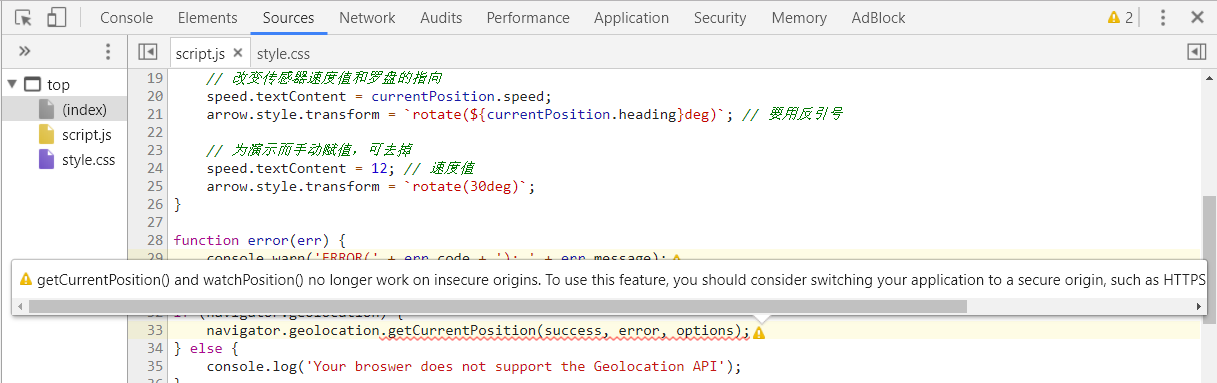 Console Elements Sources Network Audits Performance Application Security Memory AdBlock 2
script.js style.css
top
(index)
script.js
style.css
19 // 改变传感器速度值和罗盘的指向
20 speed.textContent = currentPosition.speed;
21 arrow.style.transform = `rotate(${currentPosition.heading}deg)`; // 要用反引号
22
23 // 为演示而手动赋值，可去掉
24 speed.textContent = 12; // 速度值
25 arrow.style.transform = `rotate(30deg)`;
26 }
27
28 function error(err) {
29 console.warn('ERROR(' + err.code + '): ' + err.message);
getCurrentPosition() and watchPosition() no longer work on insecure origins. To use this feature, you should consider switching your application to a secure origin, such as HTTPS
32 if (navigator.geolocation) {
33 navigator.geolocation.getCurrentPosition(success, error, options);
34 } else {
35 console.log('Your broswer does not support the Geolocation API');
36 }